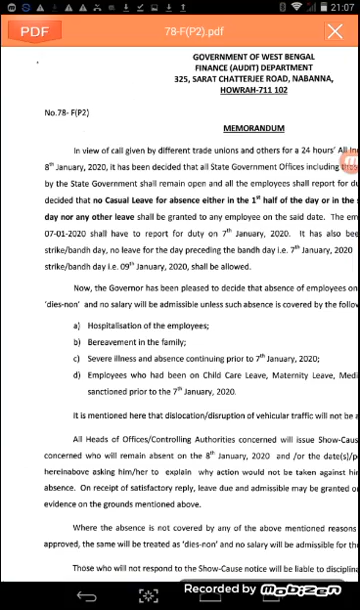 21:07
PDF
78-F(P2).pdf
GOVERNMENT OF WEST BENGAL
FINANCE (AUDIT) DEPARTMENT
325, SARAT CHATTERJEE ROAD, NABANNA,
HOWRAH-711 102
No.78- F(P2)
MEMORANDUM
In view of call given by different trade unions and others for a 24 hours' All
8th January, 2020, it has been decided that all State Government Offices including
by the State Government shall remain open and all the employees shall report for
decided that no Casual Leave for absence either in the 1st half of the day or in the
day nor any other leave shall be granted to any employee on the said date. The
07-01-2020 shall have to report for duty on 7th January, 2020. It has also
strike/bandh day, no leave for the day preceding the bandh day i.e. 7th January, 2020
strike/bandh day i.e. 09th January, 2020, shall be allowed.
Now, the Governor has been pleased to decide that absence of employees on
'dies-non' and no salary will be admissible unless such absence is covered by the
a) Hospitalisation of the employees;
b) Bereavement in the family;
c) Severe illness and absence continuing prior to 7th January, 2020;
d) Employees who had been on Child Care Leave, Maternity Leave,
sanctioned prior to the 7th January, 2020.
It is mentioned here that dislocation/disruption of vehicular traffic will not be
All Heads of Offices/Controlling Authorities concerned will issue Show-Caus
concerned who will remain absent on the 8th January, 2020 and /or the date(s)/p
hereinabove asking him/her to explain why action would not be taken against
absence. On receipt of satisfactory reply, leave due and admissible may be granted
evidence on the grounds mentioned above.
Where the absence is not covered by any of the above mentioned reasons
approved, the same will be treated as 'dies-non' and no salary will be admissible for
Those who will not respond to the Show-Cause notice will be liable to disciplina
Recorded by Mobizen